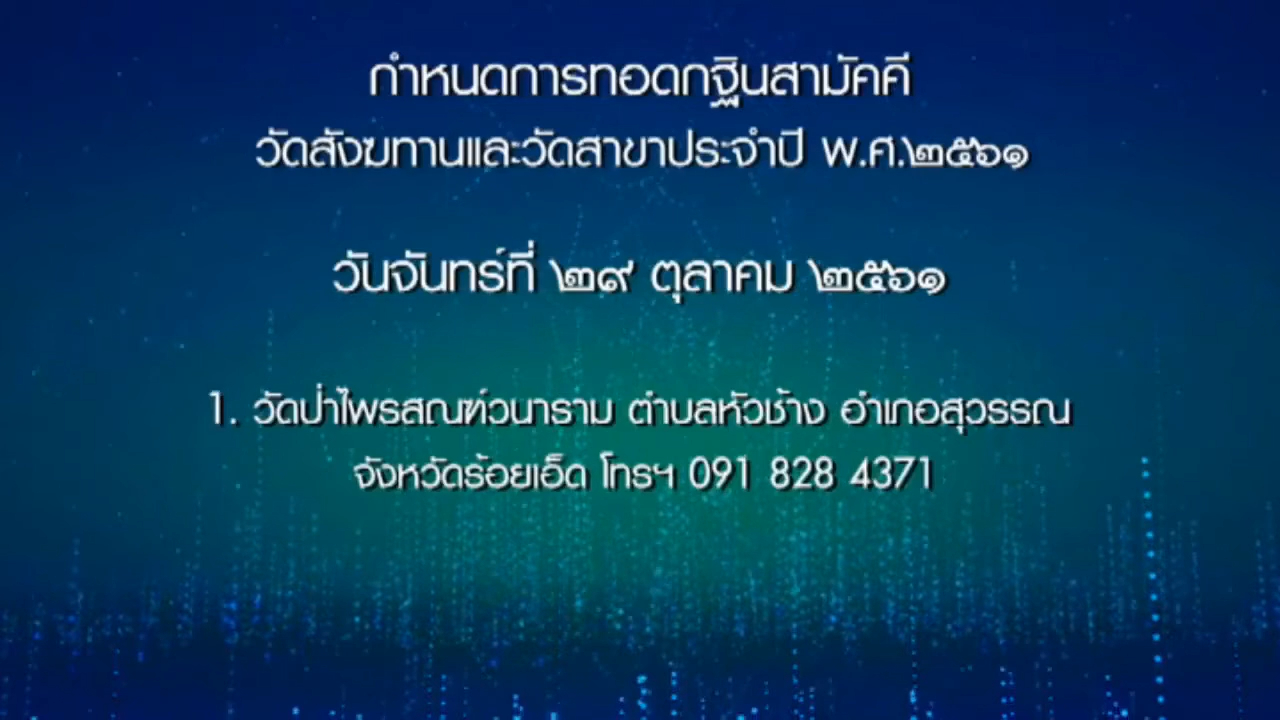 กำหนดการทอดกฐินสามัคคี
วัดสังฆทานและวัดสาขาประจำปี พ.ศ.๒๕๖๑
วันจันทร์ที่ ๒๙ ตุลาคม ๒๕๖๑
1. วัดป่าไพรสณฑ์วนาราม ตำบลหัวช้าง อำเภอสุวรรณ
จังหวัดร้อยเอ็ด โทรฯ 091 828 4371